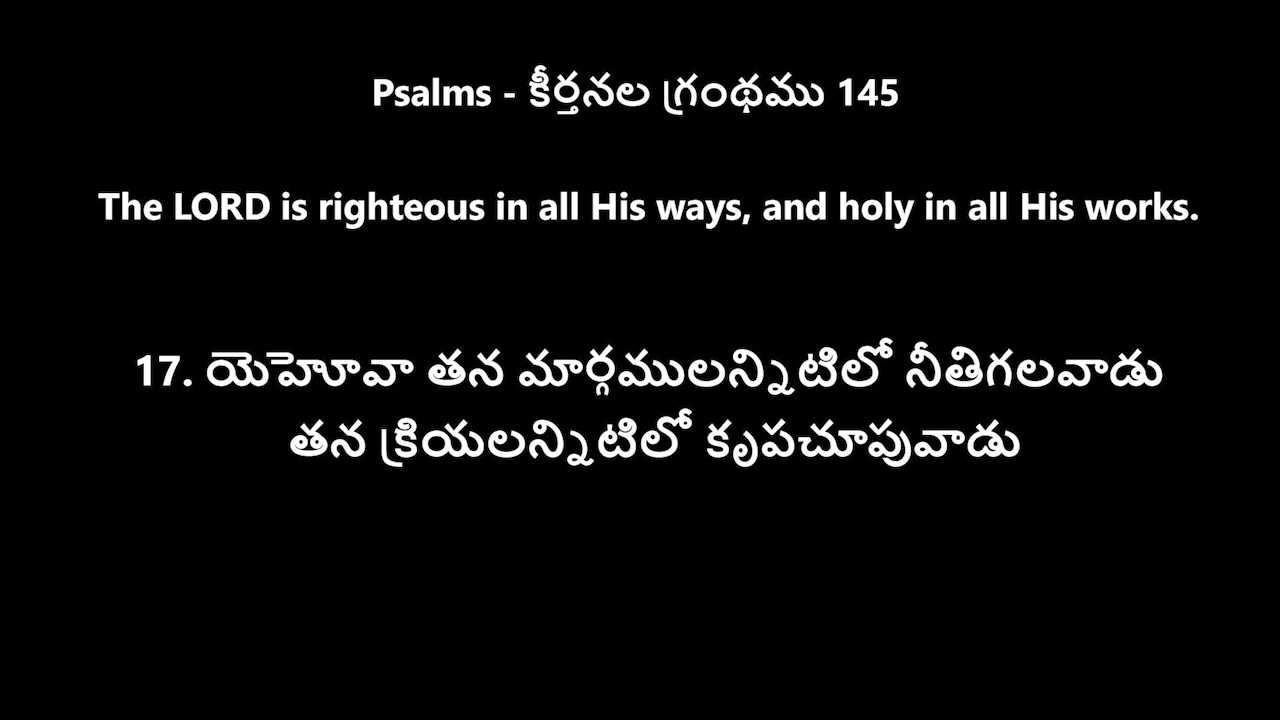 Psalms - కీర్తనల గ్రంథము 145
The LORD is righteous in all His ways, and holy in all His works.
17. యెహెూవా తన మార్గములన్నిటిలో నీతిగలవాడు
తన క్రియలన్నిటిలో కృపచూపువాడు